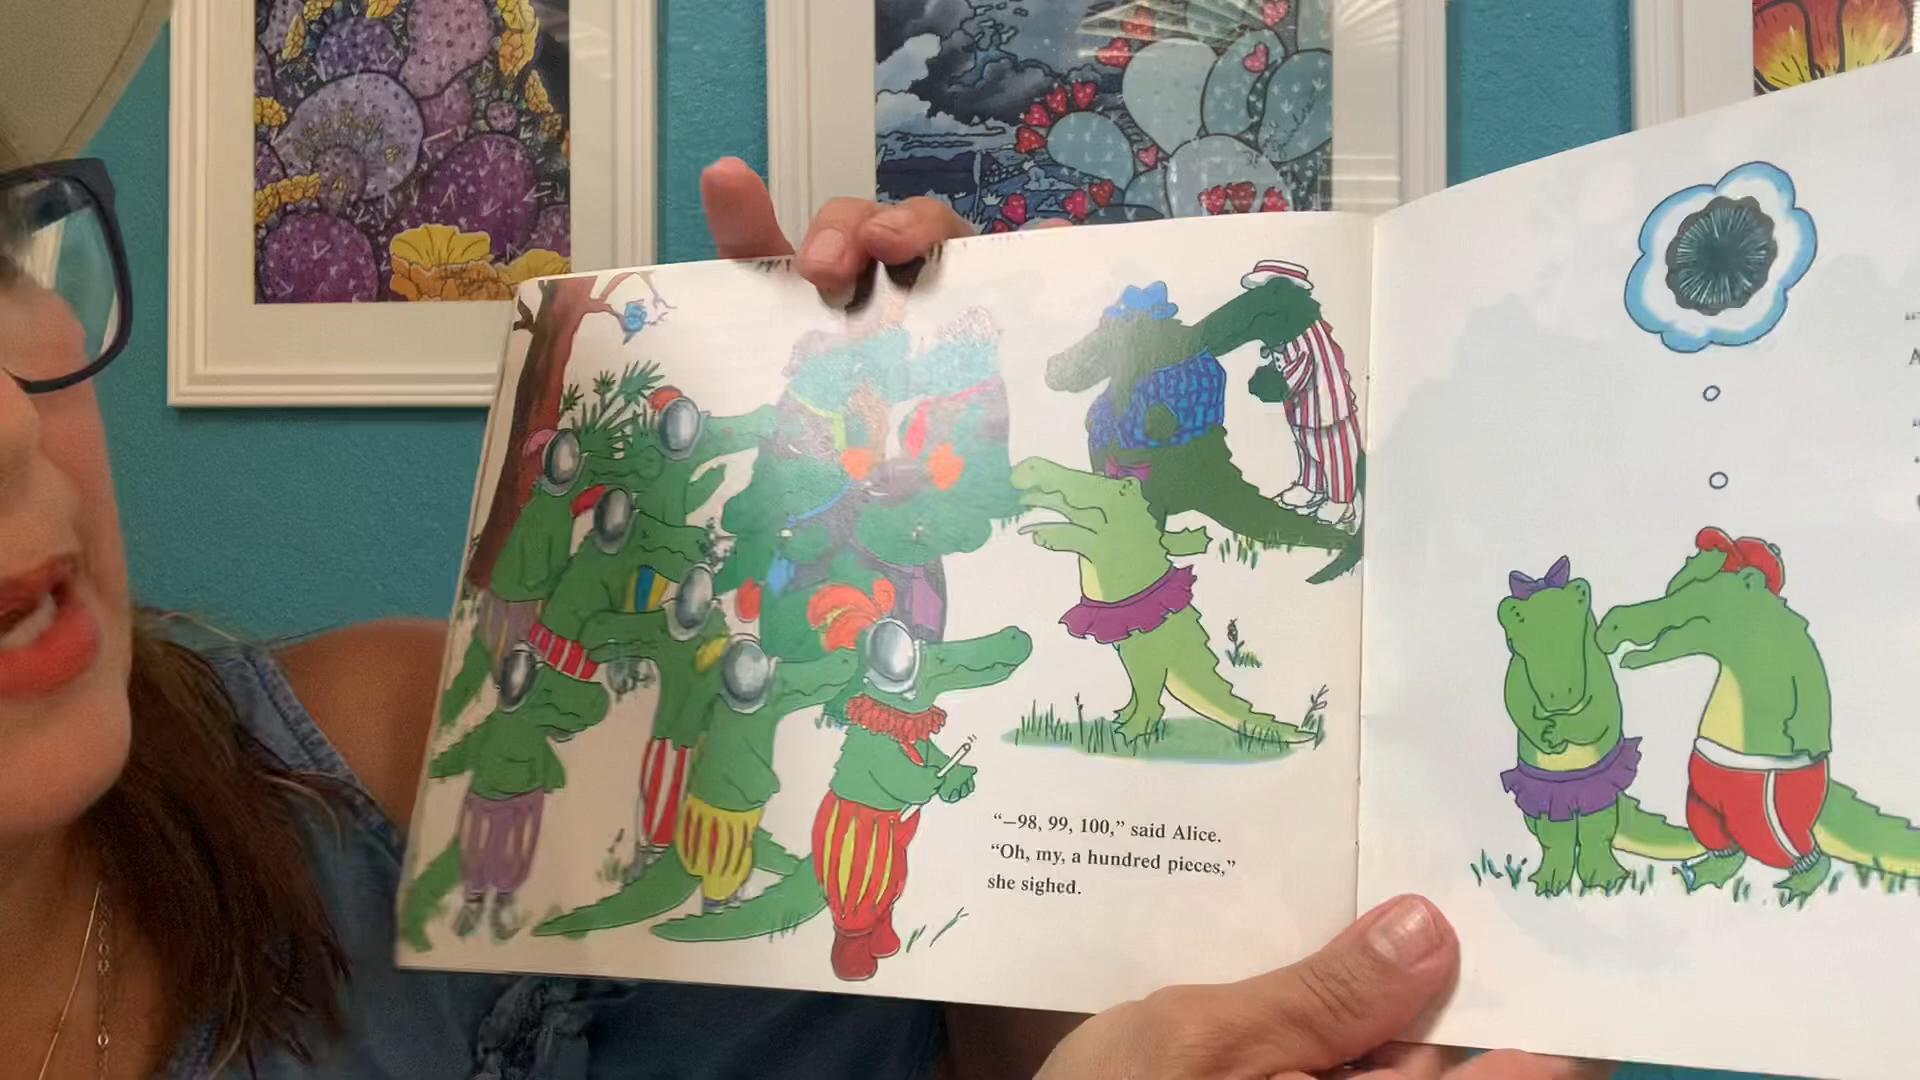 “—98, 99, 100,” said Alice.
“Oh, my, a hundred pieces,”
she sighed.